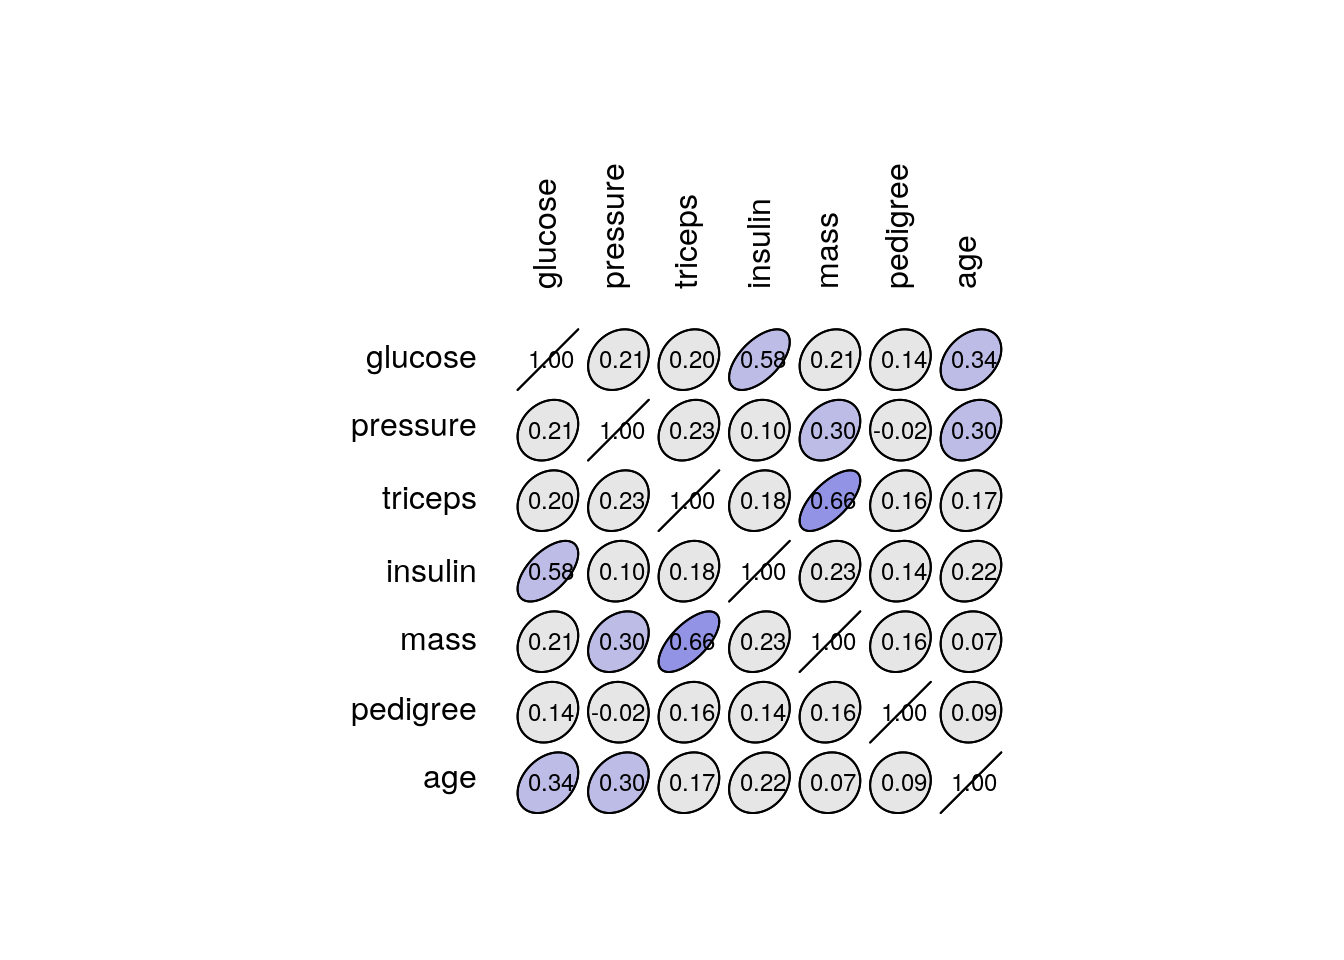 glucose pressure triceps insulin mass pedigree age
glucose 1.00 0.21 0.20 0.58 0.21 0.14 0.34
pressure 0.21 1.00 0.23 0.10 0.30 -0.02 0.30
triceps 0.20 0.23 1.00 0.18 0.66 0.16 0.17
insulin 0.58 0.10 0.18 1.00 0.23 0.14 0.22
mass 0.21 0.30 0.66 0.23 1.00 0.16 0.07
pedigree 0.14 -0.02 0.16 0.14 0.16 1.00 0.09
age 0.34 0.30 0.17 0.22 0.07 0.09 1.00